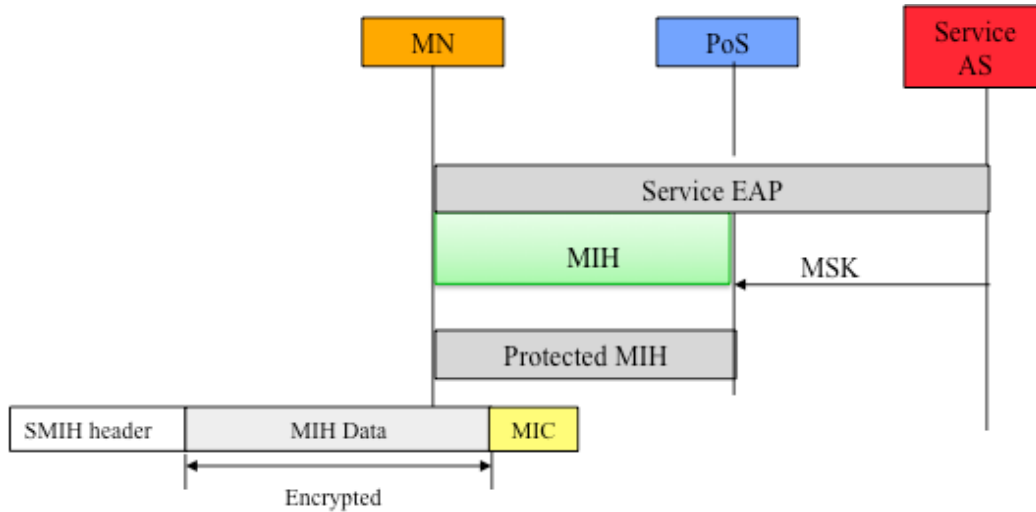 MN
PoS
Service
AS
Service EAP
MIH
MSK
Protected MIH
SMIH header
MIH Data
MIC
Encrypted